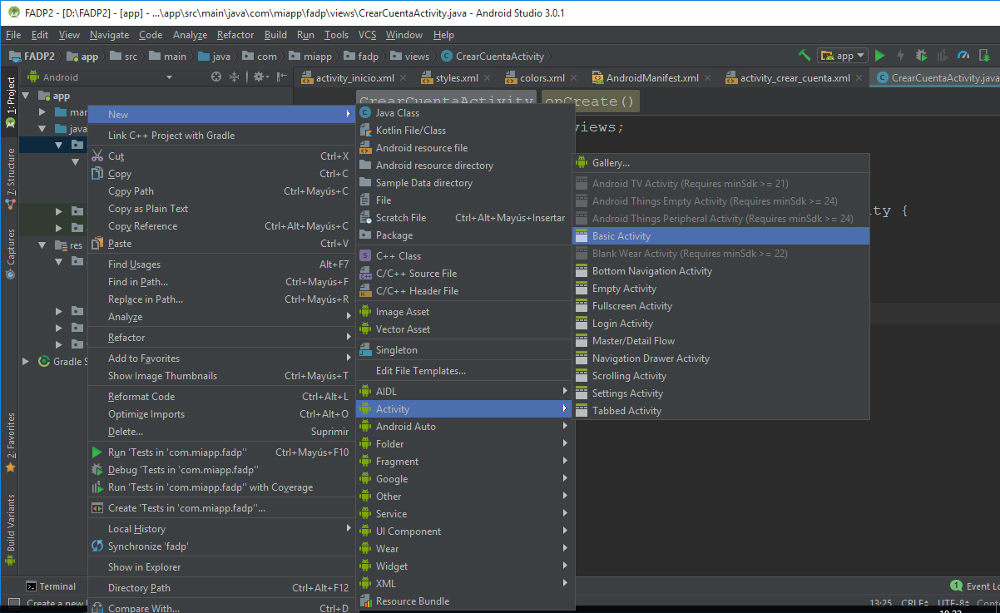 FADP2 - [D:\FADP2] - [app] - ...\app\src\main\java\com\miapp\fadp\views\CrearCuentaActivity.java - Android Studio 3.0.1
File Edit View Navigate Code Analyze Refactor Build Run Tools VCS Window Help
FADP2 app src main java com miapp fadp views CrearCuentaActivity app
Android activity_inicio.xml styles.xml colors.xml AndroidManifest.xml activity_crear_cuenta.xml CrearCuentaActivity.java
1: Project
7: Structure
Captures
2: Favorites
Build Variants
app
java
res
Gradle S
CrearCuentaActivity onCreate()
views;
ty {
New
Link C++ Project with Gradle
Cut Ctrl+X
Copy Ctrl+C
Copy Path Ctrl+Mayús+C
Copy as Plain Text
Copy Reference Ctrl+Alt+Mayús+C
Paste Ctrl+V
Find Usages Alt+F7
Find in Path... Ctrl+Mayús+F
Replace in Path... Ctrl+Mayús+R
Analyze
Refactor
Add to Favorites
Show Image Thumbnails Ctrl+Mayús+T
Reformat Code Ctrl+Alt+L
Optimize Imports Ctrl+Alt+O
Delete... Suprimir
Run 'Tests in 'com.miapp.fadp'' Ctrl+Mayús+F10
Debug 'Tests in 'com.miapp.fadp''
Run 'Tests in 'com.miapp.fadp'' with Coverage
Create 'Tests in 'com.miapp.fadp''...
Local History
Synchronize 'fadp'
Show in Explorer
Directory Path Ctrl+Alt+F12
Compare With... Ctrl+D
Java Class
Kotlin File/Class
Android resource file
Android resource directory
Sample Data directory
File
Scratch File Ctrl+Alt+Mayús+Insertar
Package
C++ Class
C/C++ Source File
C/C++ Header File
Image Asset
Vector Asset
Singleton
Edit File Templates...
AIDL
Activity
Android Auto
Folder
Fragment
Google
Other
Service
UI Component
Wear
Widget
XML
Resource Bundle
Gallery...
Android TV Activity (Requires minSdk >= 21)
Android Things Empty Activity (Requires minSdk >= 24)
Android Things Peripheral Activity (Requires minSdk >= 24)
Basic Activity
Blank Wear Activity (Requires minSdk >= 22)
Bottom Navigation Activity
Empty Activity
Fullscreen Activity
Login Activity
Master/Detail Flow
Navigation Drawer Activity
Scrolling Activity
Settings Activity
Tabbed Activity
Terminal 1 Event Lo
Create a new 13:25 CRLF UTF-8 Cont